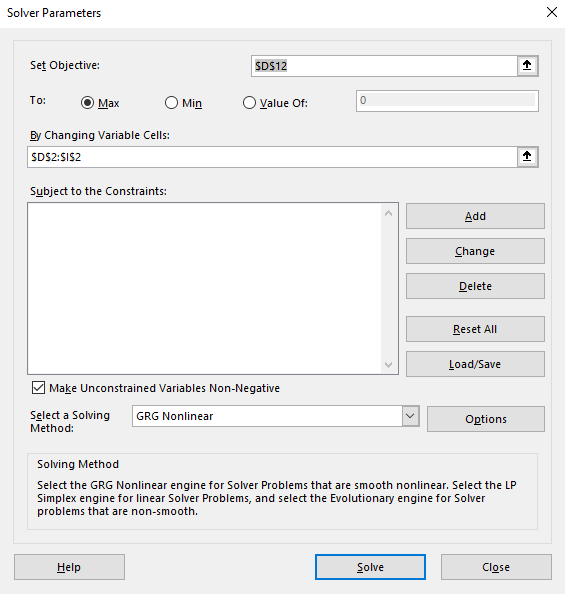 Solver Parameters
Set Objective:
$D$12
To:
Max
Min
Value Of:
0
By Changing Variable Cells:
$D$2:$I$2
Subject to the Constraints:
Add
Change
Delete
Reset All
Load/Save
Make Unconstrained Variables Non-Negative
Select a Solving
Method:
GRG Nonlinear
Options
Solving Method
Select the GRG Nonlinear engine for Solver Problems that are smooth nonlinear. Select the LP
Simplex engine for linear Solver Problems, and select the Evolutionary engine for Solver
problems that are non-smooth.
Help
Solve
Close